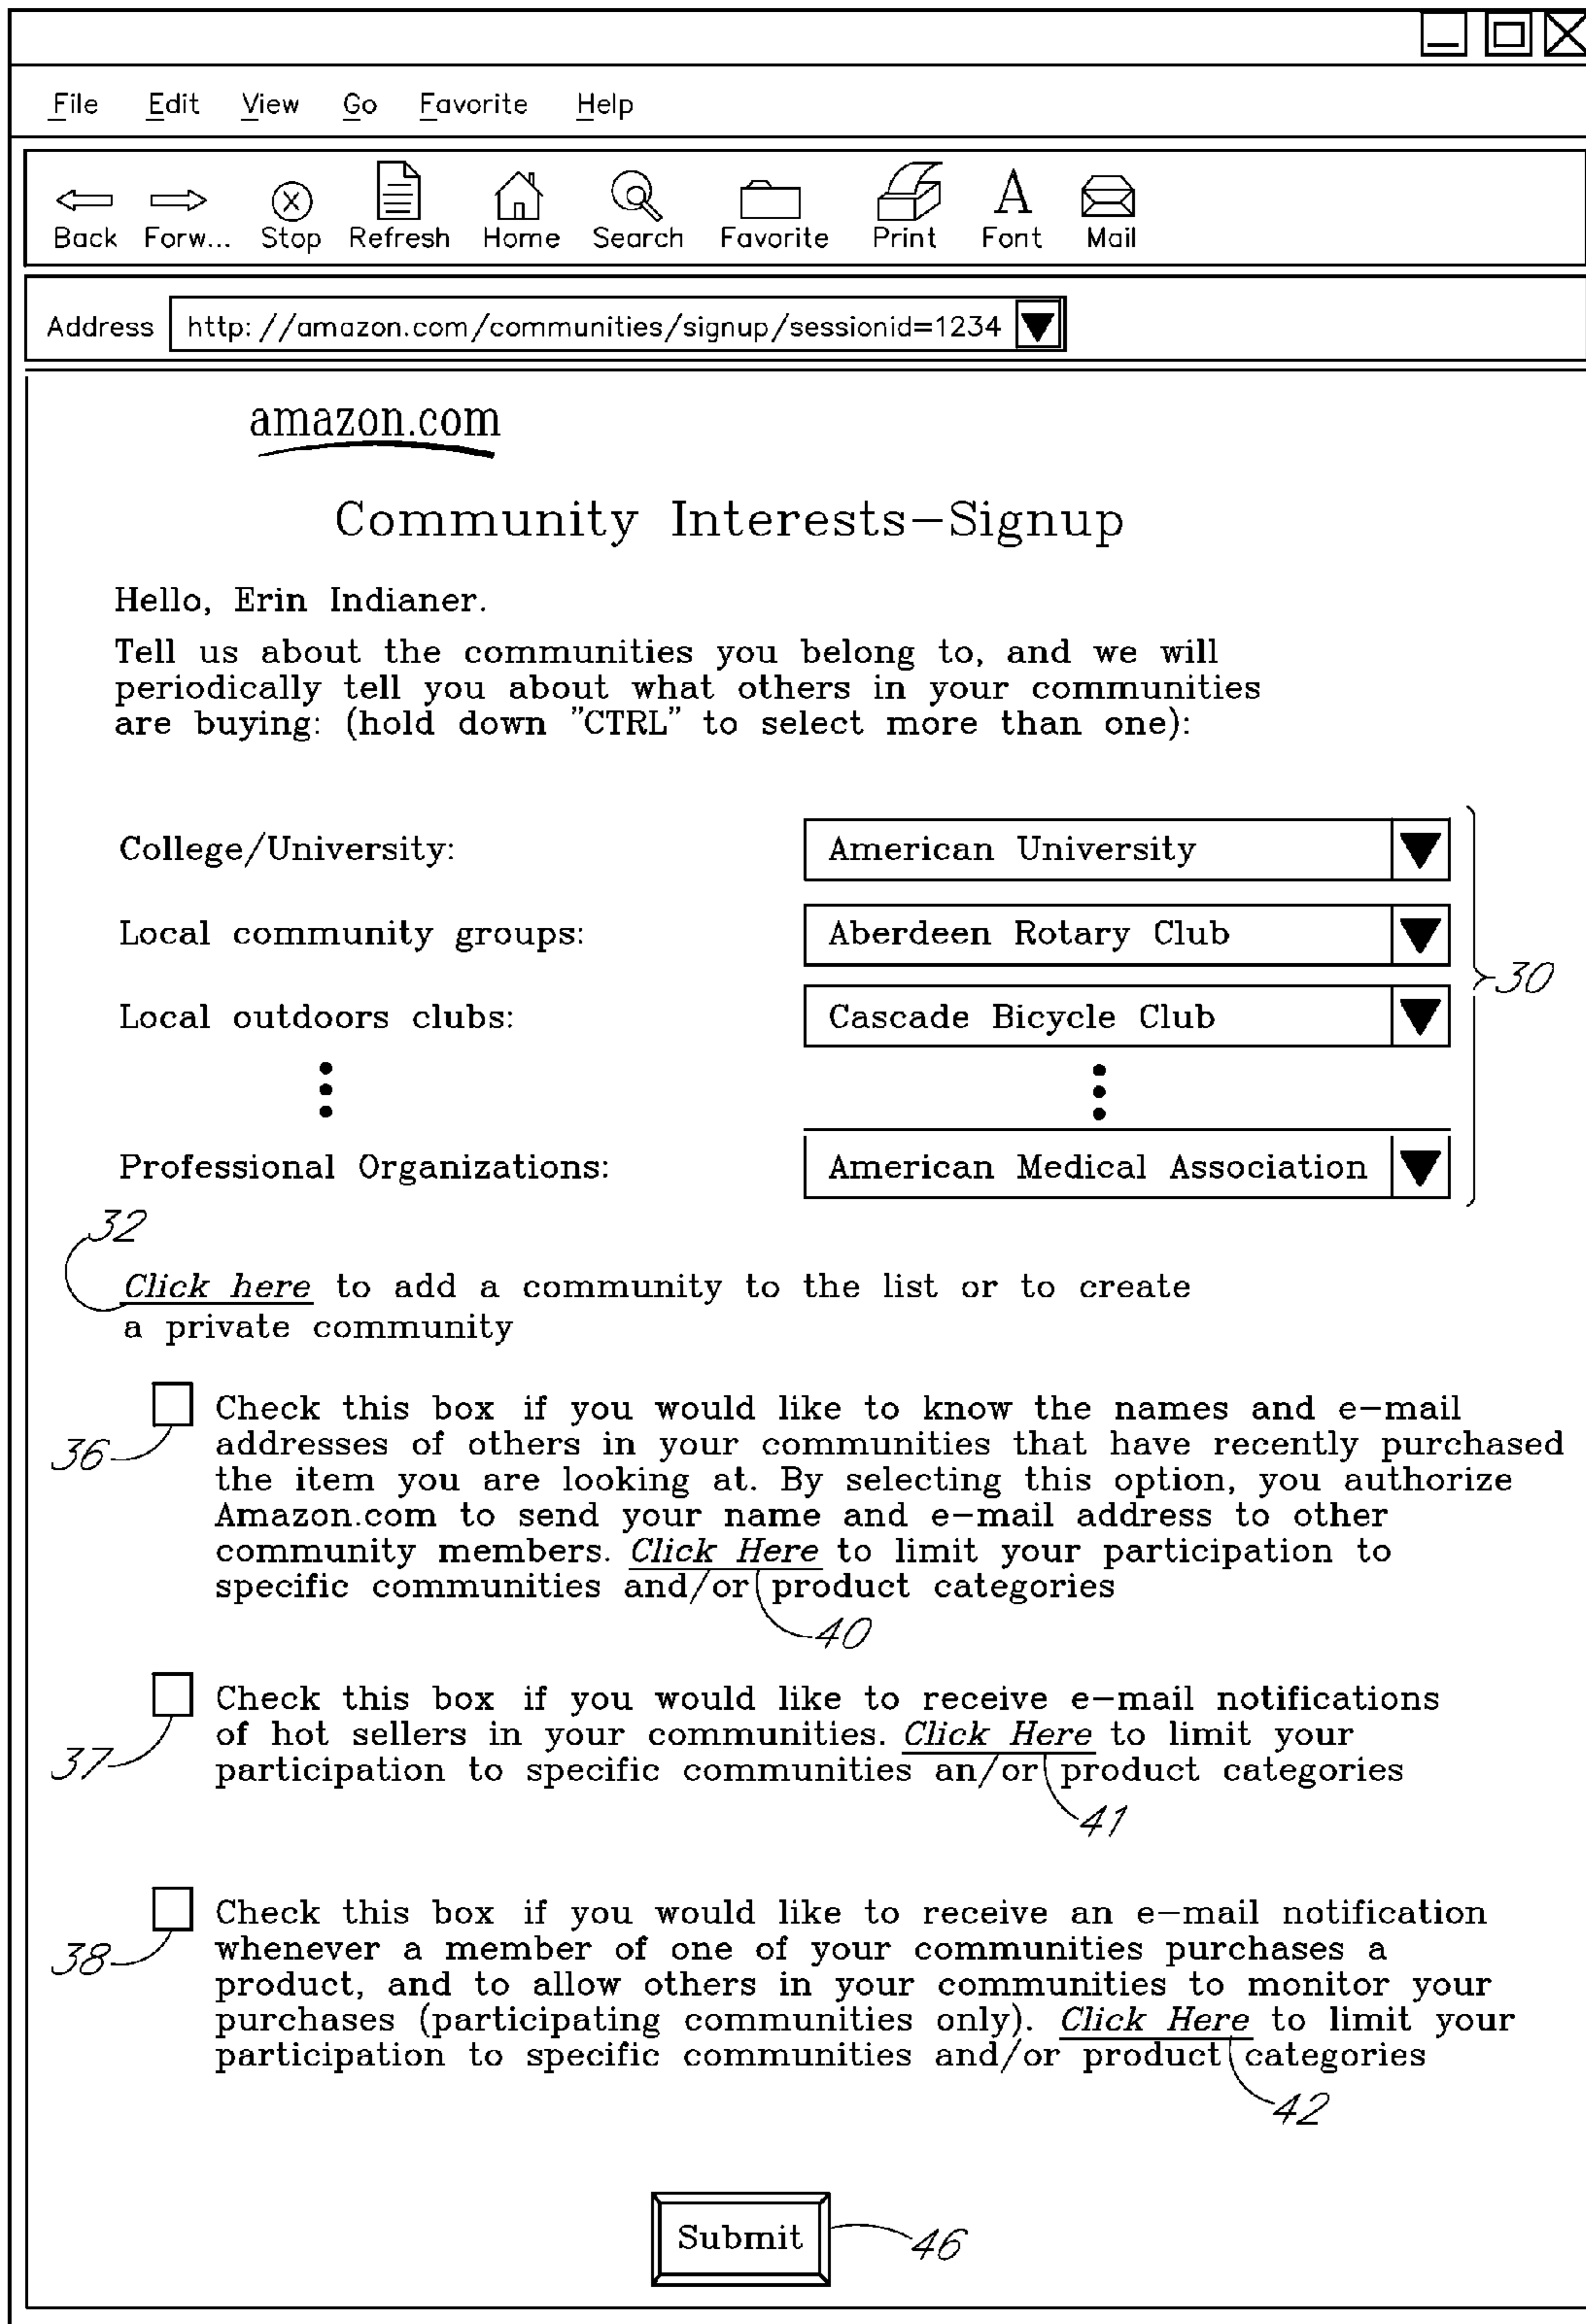 File Edit View Go Favorite Help
Back Forw... Stop Refresh Home Search Favorite Print Font Mail
Address http://amazon.com/communities/signup/sessionid=1234
amazon.com
Community Interests-Signup
Hello, Erin Indianer.
Tell us about the communities you belong to, and we will
periodically tell you about what others in your communities
are buying: (hold down "CTRL" to select more than one):
College/University: American University
Local community groups: Aberdeen Rotary Club
30
Local outdoors clubs: Cascade Bicycle Club
Professional Organizations: American Medical Association
32
Click here to add a community to the list or to create
a private community
36
Check this box if you would like to know the names and e-mail
addresses of others in your communities that have recently purchased
the item you are looking at. By selecting this option, you authorize
Amazon.com to send your name and e-mail address to other
community members. Click Here to limit your participation to
specific communities and/or product categories
40
37
Check this box if you would like to receive e-mail notifications
of hot sellers in your communities. Click Here to limit your
participation to specific communities an/or product categories
41
38
Check this box if you would like to receive an e-mail notification
whenever a member of one of your communities purchases a
product, and to allow others in your communities to monitor your
purchases (participating communities only). Click Here to limit your
participation to specific communities and/or product categories
42
Submit 46